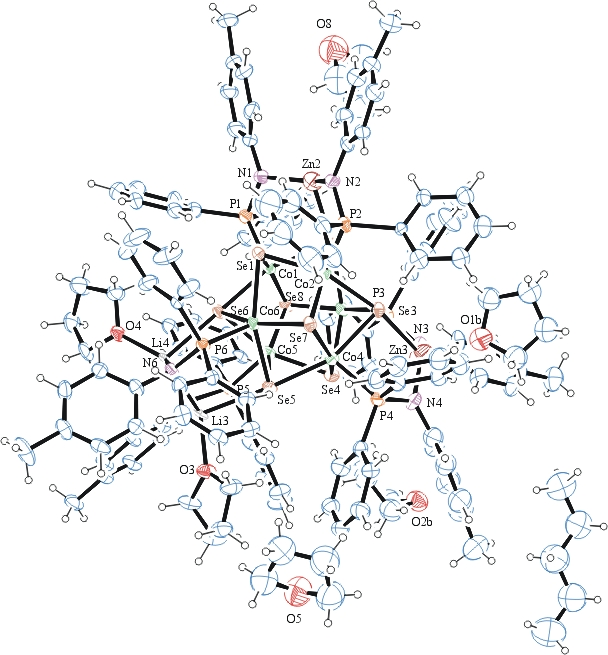 O8
Zn2
N1
N2
P1
P2
Se1
Co1
Co2
P3
Se8
Se3
Se6
Co6
O1b
O4
Se7
N3
Li4
P6
Co5
Co4
Zn3
N6
Se4
P5
Se5
P4
N4
Li3
O3
O2b
O5